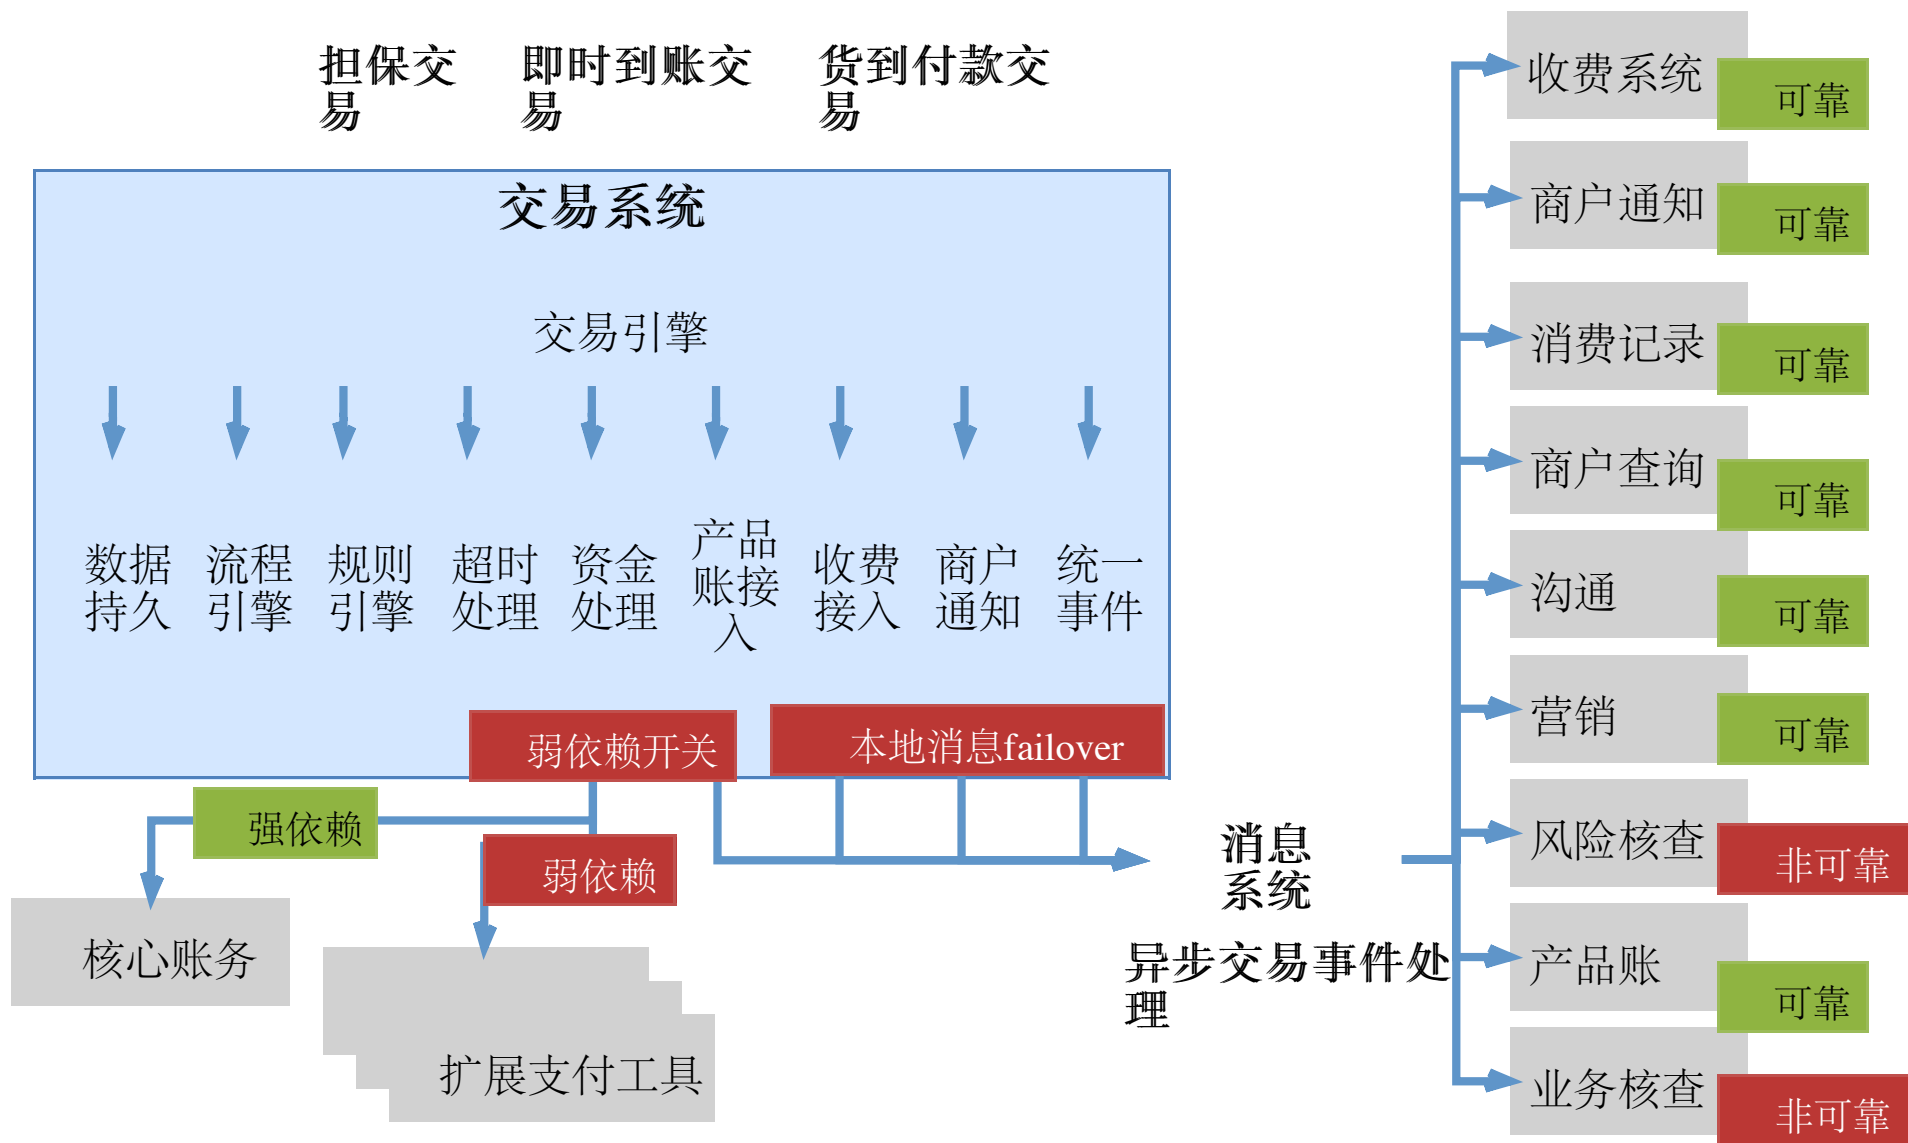 担保交
易
即时到账交
易
货到付款交
易
交易系统
交易引擎
数据
持久
流程
引擎
规则
引擎
超时
处理
资金
处理
产品
账接
入
收费
接入
商户
通知
统一
事件
弱依赖开关
本地消息failover
强依赖
弱依赖
核心账务
扩展支付工具
消息
系统
异步交易事件处
理
收费系统
可靠
商户通知
可靠
消费记录
可靠
商户查询
可靠
沟通
可靠
营销
可靠
风险核查
非可靠
产品账
可靠
业务核查
非可靠